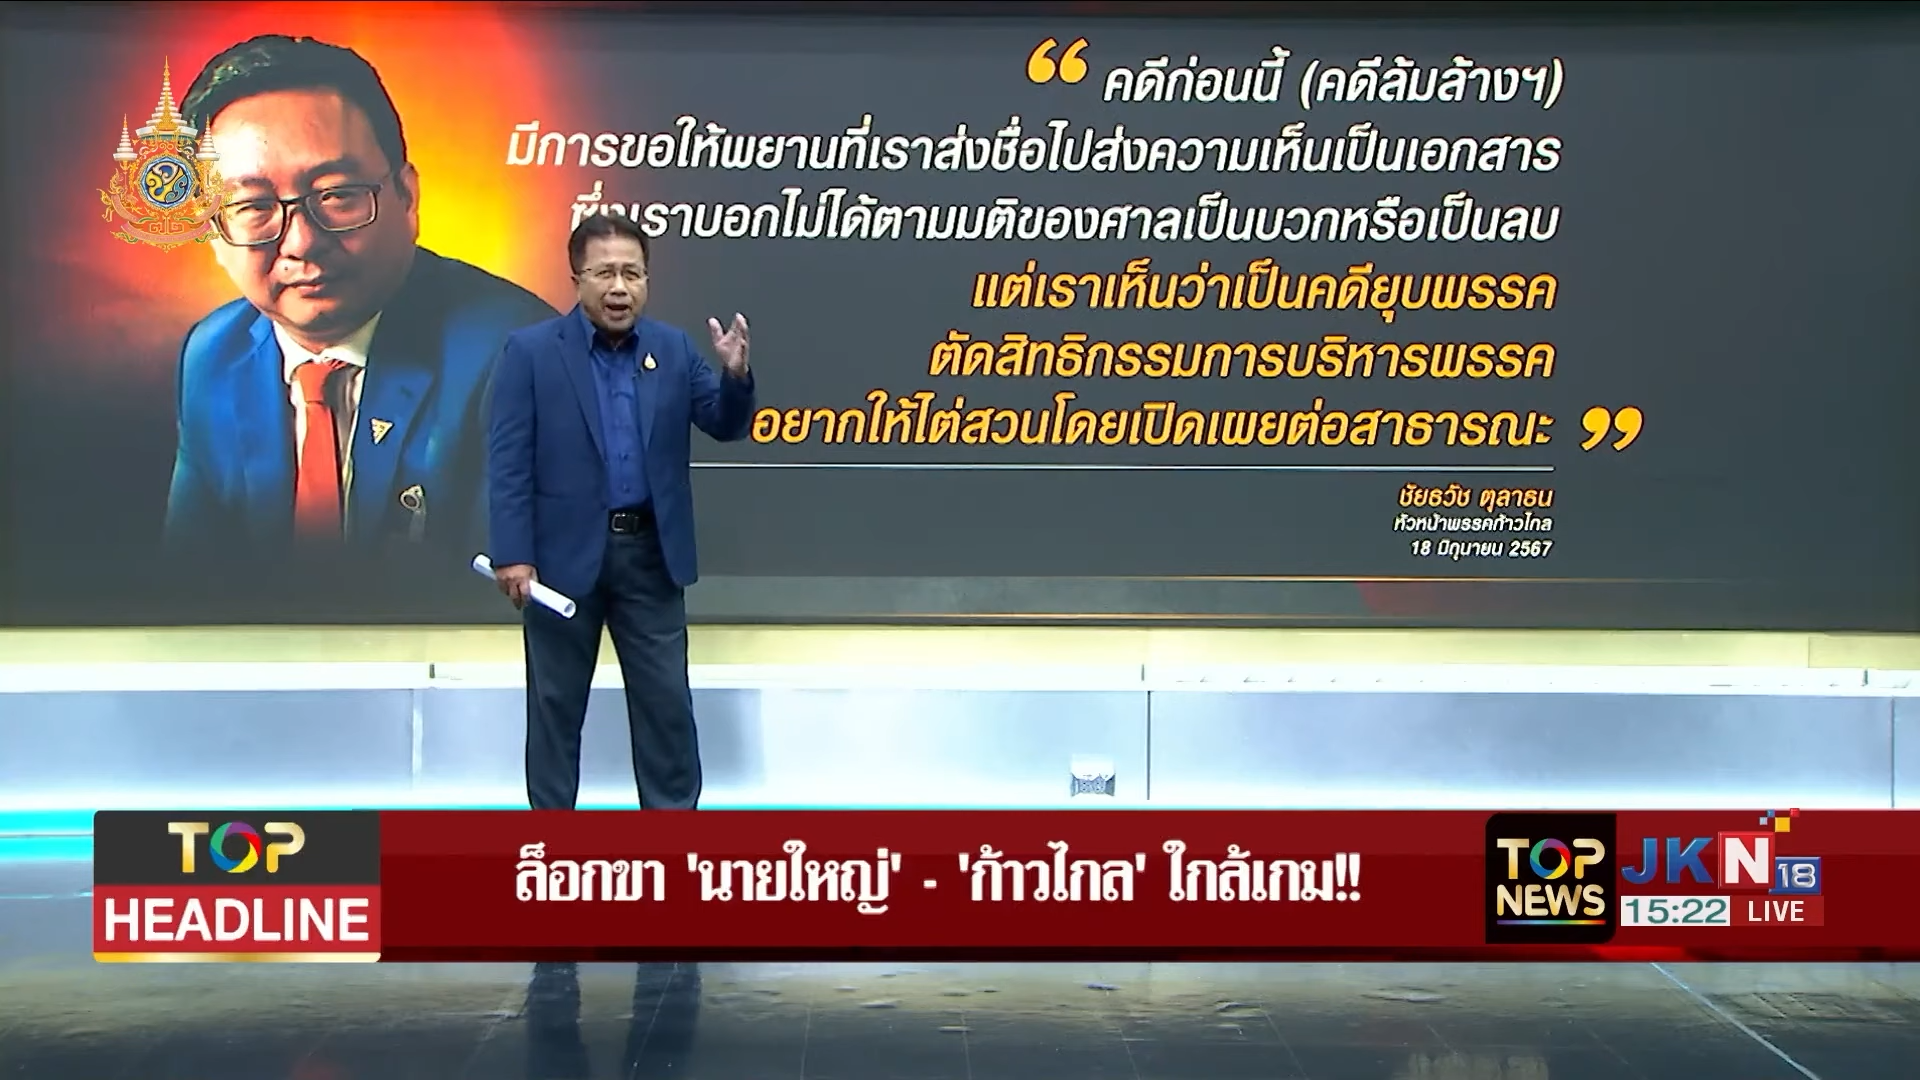 “ คดีก่อนนี้ (คดีล้มล้างฯ)
มีการขอให้พยานที่เราส่งชื่อไปส่งความเห็นเป็นเอกสาร
ซึ่งเราบอกไม่ได้ตามมติของศาลเป็นบวกหรือเป็นลบ
แต่เราเห็นว่าเป็นคดียุบพรรค
ตัดสิทธิกรรมการบริหารพรรค
อยากให้ไต่สวนโดยเปิดเผยต่อสาธารณะ ”
ชัยธวัช ตุลาธน
หัวหน้าพรรคก้าวไกล
18 มิถุนายน 2567
TOP
HEADLINE
ล็อกขา 'นายใหญ่' - 'ก้าวไกล' ใกล้เกม!!
TOP
NEWS
JKN 18
15:22 LIVE